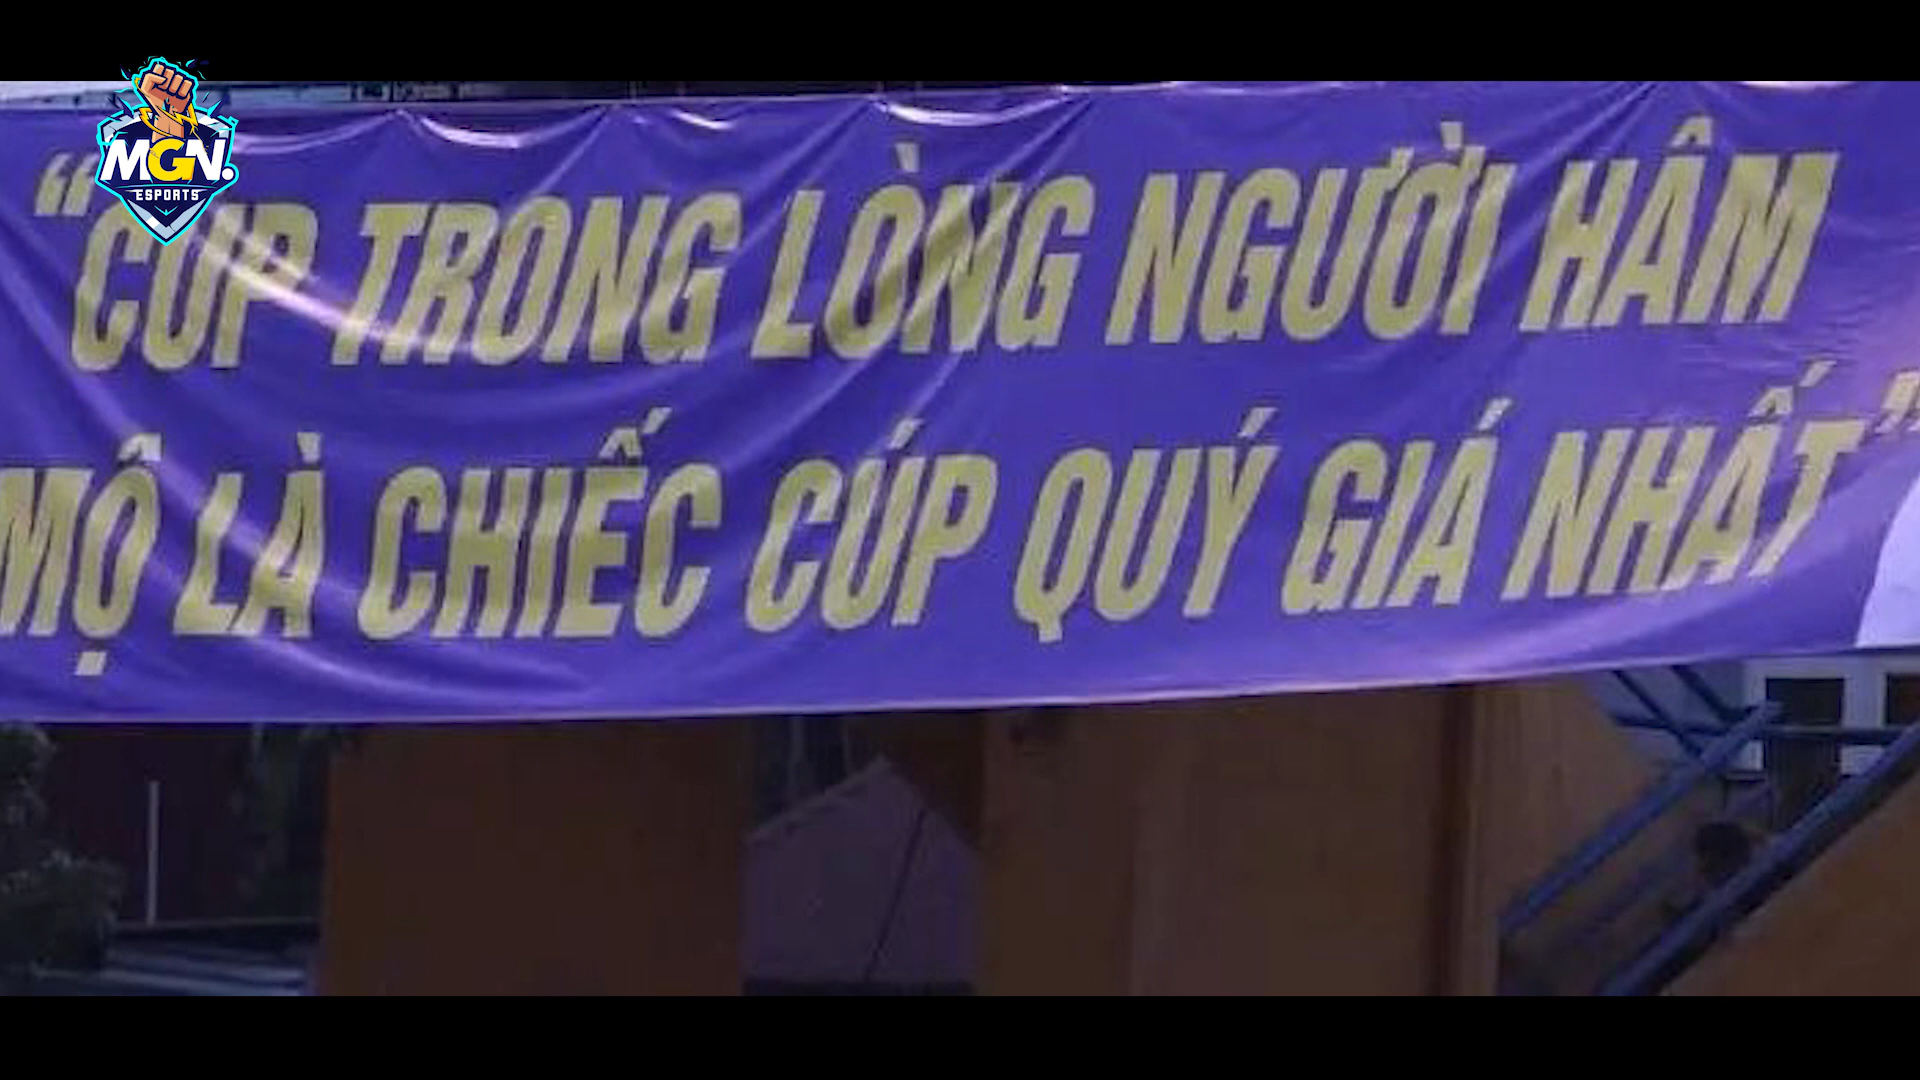 MGN.
ESPORTS
“CÚP TRONG LÒNG NGƯỜI HÂM
MỘ LÀ CHIẾC CÚP QUÝ GIÁ NHẤT”